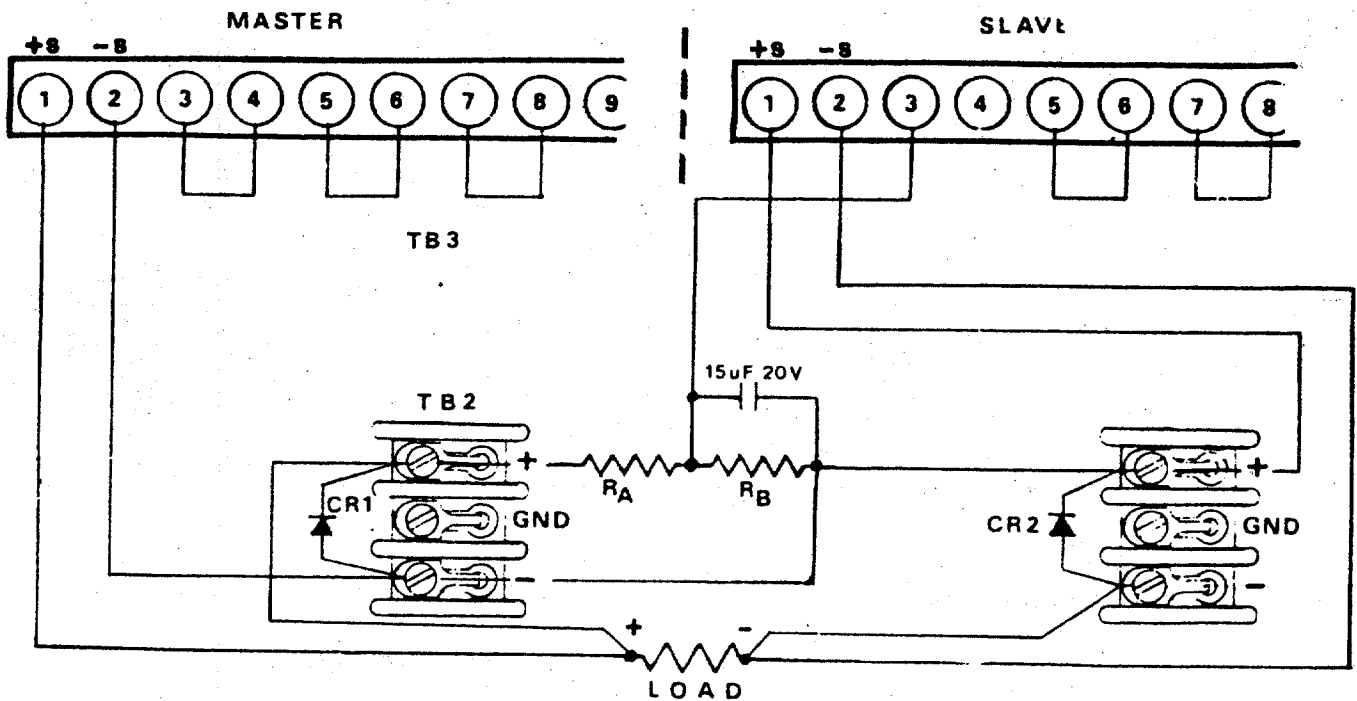 MASTER
SLAVE
+S -S
+S -S
1 2 3 4 5 6 7 8 9
1 2 3 4 5 6 7 8
TB3
15uF 20V
TB2
+
RA
RB
+
CR1
GND
CR2
GND
-
-
+
-
LOAD